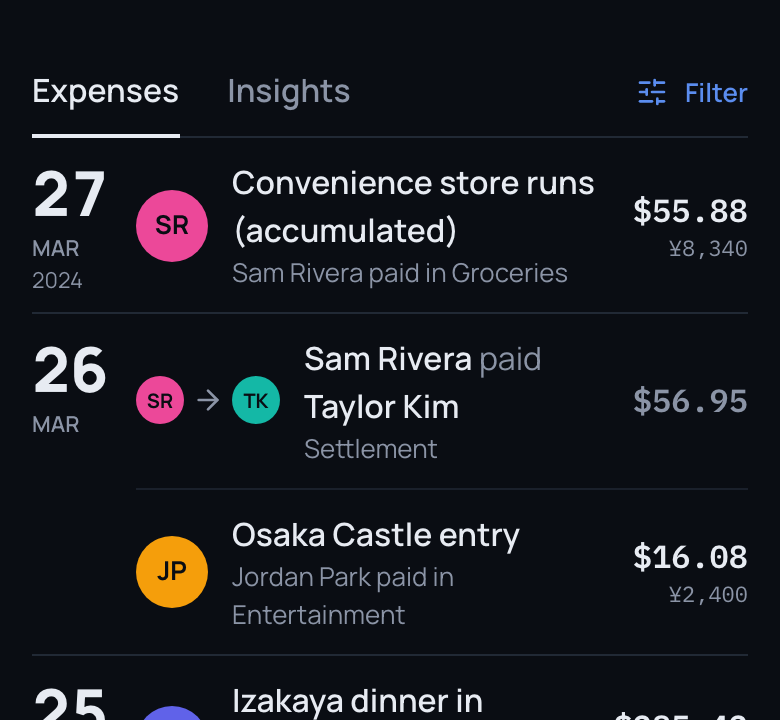 Expenses
Insights
Filter
27
MAR
2024
SR
Convenience store runs
(accumulated)
Sam Rivera paid in Groceries
$55.88
¥8,340
26
MAR
SR
TK
Sam Rivera paid
Taylor Kim
Settlement
$56.95
JP
Osaka Castle entry
Jordan Park paid in
Entertainment
$16.08
¥2,400
25
Izakaya dinner in